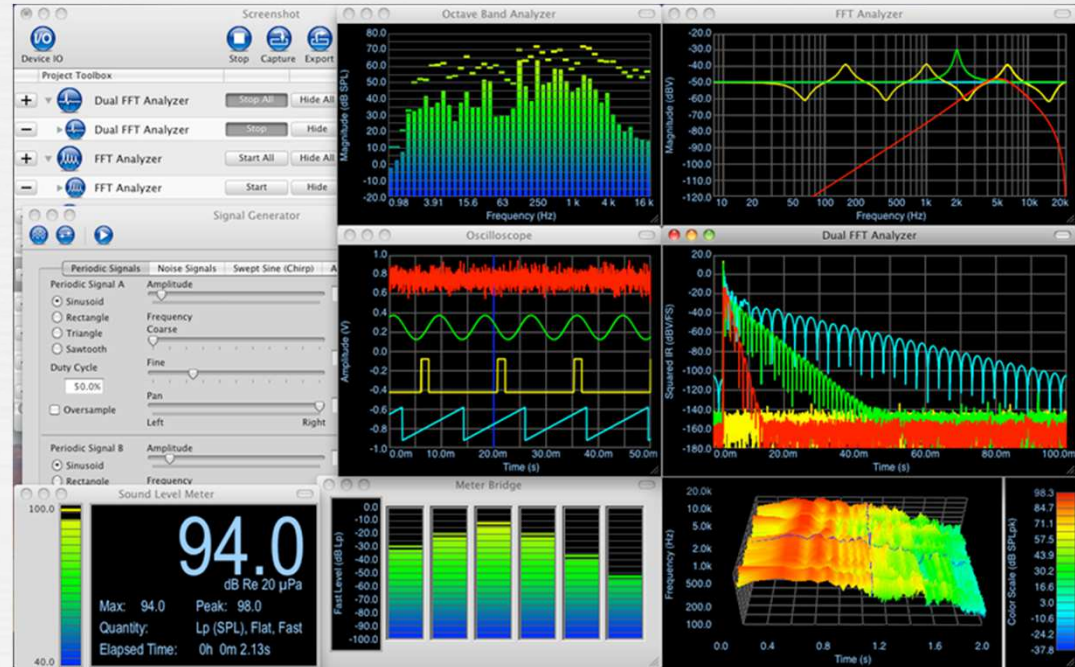 Screenshot
Device IO
Stop Capture Export
Project Toolbox
+ Dual FFT Analyzer Stop All Hide All
− Dual FFT Analyzer Stop Hide
+ FFT Analyzer Start All Hide All
− FFT Analyzer Start Hide
Signal Generator
Periodic Signals Noise Signals Swept Sine (Chirp) A
Periodic Signal A Amplitude
Sinusoid
Rectangle Frequency
Triangle Coarse
Sawtooth
Duty Cycle Fine
50.0%
Pan
Oversample
Left Right
Periodic Signal B Amplitude
Sinusoid
Rectangle Frequency
Octave Band Analyzer
Magnitude (dB SPL)
80.0
70.0
60.0
50.0
40.0
30.0
20.0
10.0
0.0
-10.0
-20.0
0.98 3.91 15.6 63 250 1 k 4 k 16 k
Frequency (Hz)
FFT Analyzer
Magnitude (dBV)
-20.0
-30.0
-40.0
-50.0
-60.0
-70.0
-80.0
-90.0
-100.0
-110.0
-120.0
10 20 50 100 200 500 1k 2k 5k 10k 20k
Frequency (Hz)
Oscilloscope
Amplitude (V)
1.0
0.8
0.6
0.4
0.2
0.0
-0.2
-0.4
-0.6
-0.8
-1.0
0.0m 10.0m 20.0m 30.0m 40.0m 50.0m
Time (s)
Dual FFT Analyzer
Squared IR (dBV/FS)
20.0
0.0
-20.0
-40.0
-60.0
-80.0
-100.0
-120.0
-140.0
-160.0
-180.0
0.0m 20.0m 40.0m 60.0m 80.0m 100.0m
Time (s)
Sound Level Meter
100.0
40.0
94.0
dB Re 20 µPa
Max: 94.0 Peak: 98.0
Quantity: Lp (SPL), Flat, Fast
Elapsed Time: 0h 0m 2.13s
Meter Bridge
Fast Level (dB Lp)
0.0
-10.0
-20.0
-30.0
-40.0
-50.0
-60.0
-70.0
-80.0
-90.0
-100.0
Frequency (Hz)
20.0k
10.0k
5.0k
2.0k
1.0k
500.0
200.0
100.0
0.0 0.4 0.8 1.2 1.6 2.0
Time (s)
Color Scale (dB SPLpk)
98.3
84.7
71.1
57.5
43.9
30.2
16.6
3.0
-10.6
-24.2
-37.8